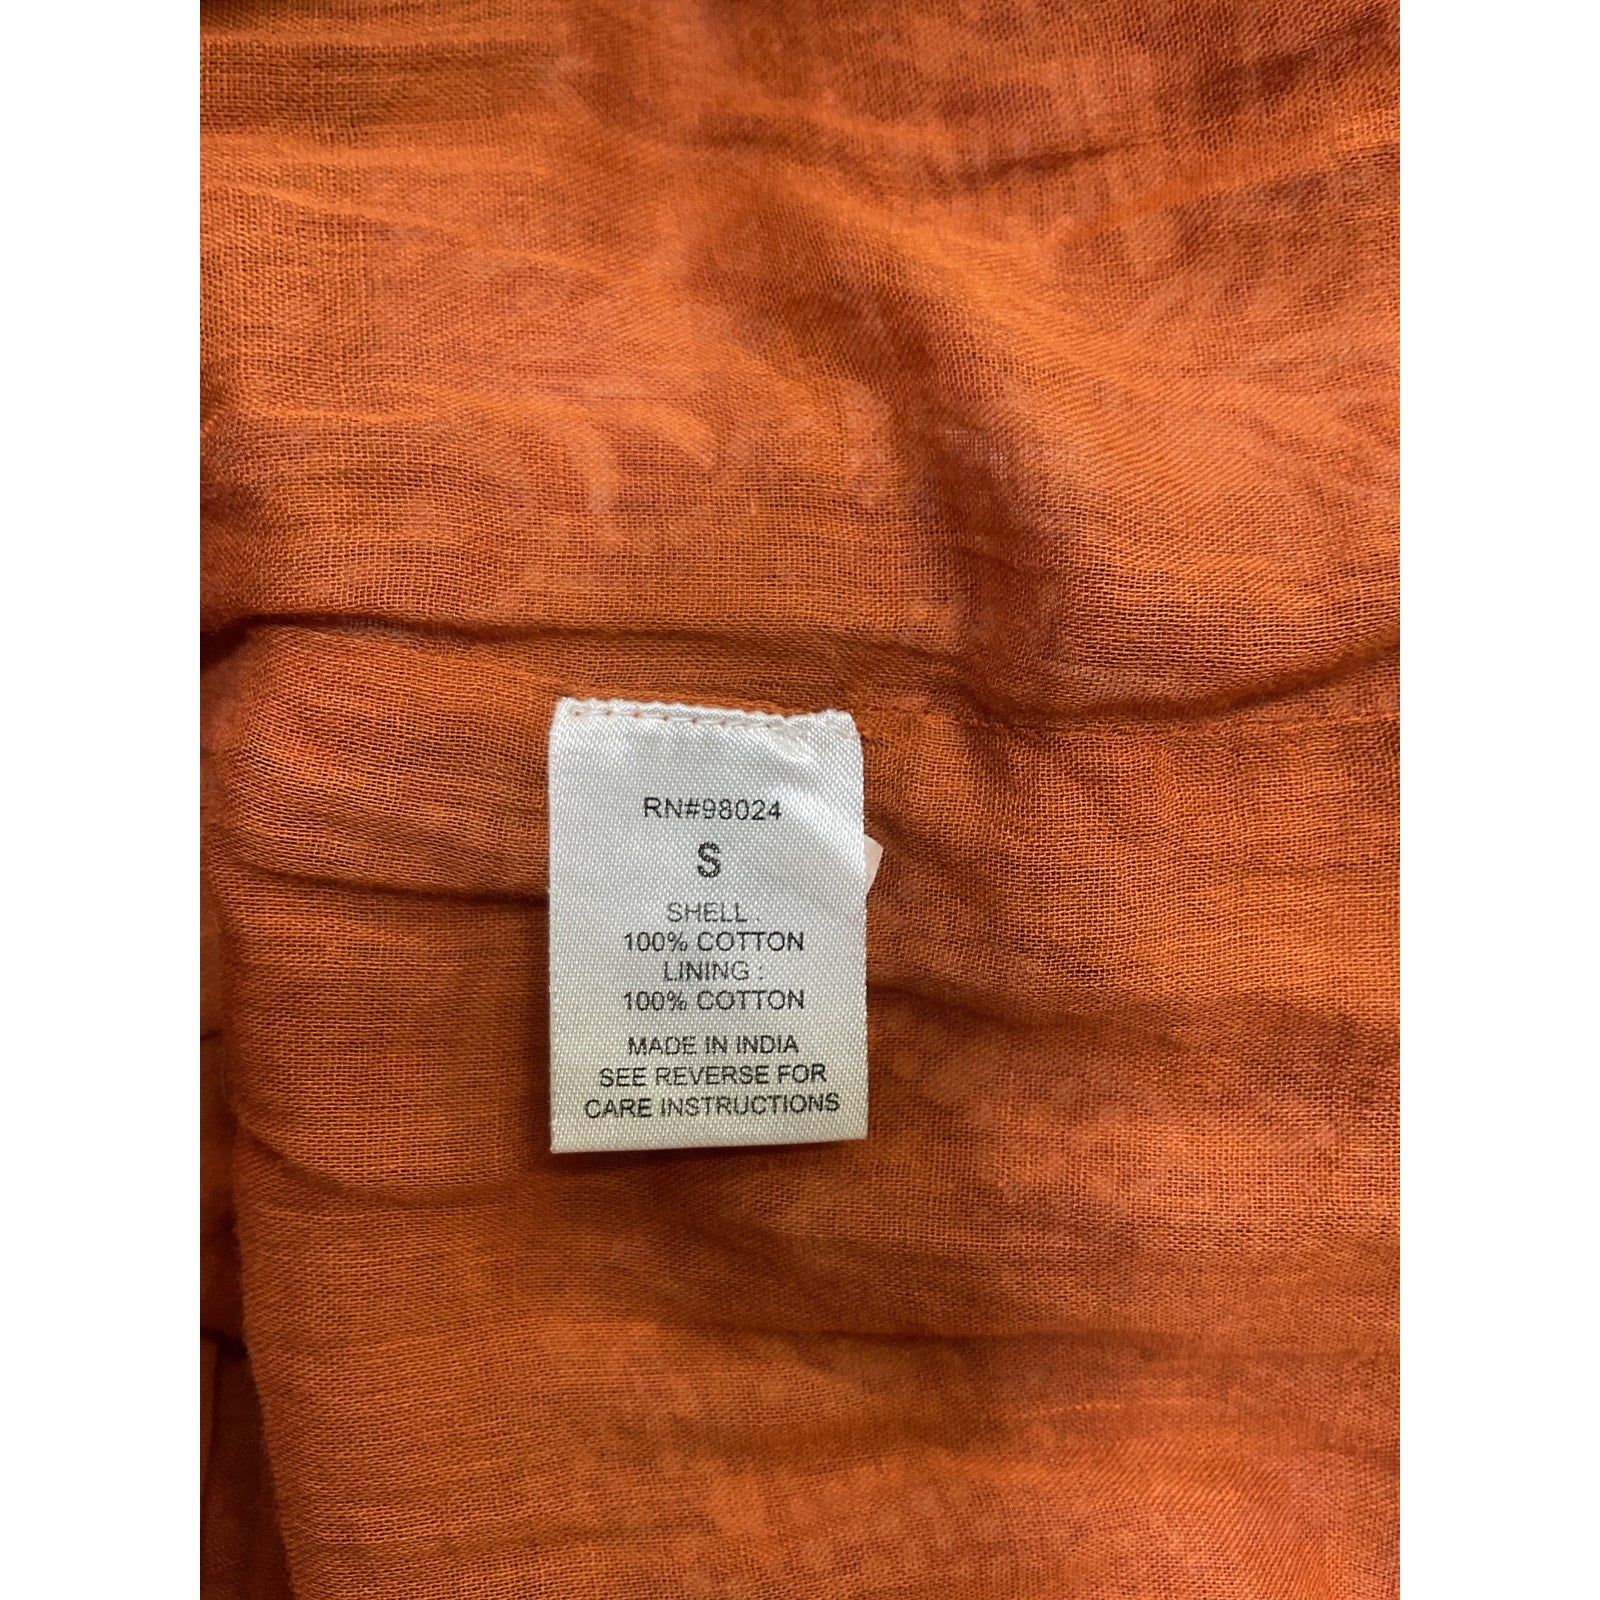 RN#98024
S
SHELL :
100% COTTON
LINING :
100% COTTON
MADE IN INDIA
SEE REVERSE FOR
CARE INSTRUCTIONS